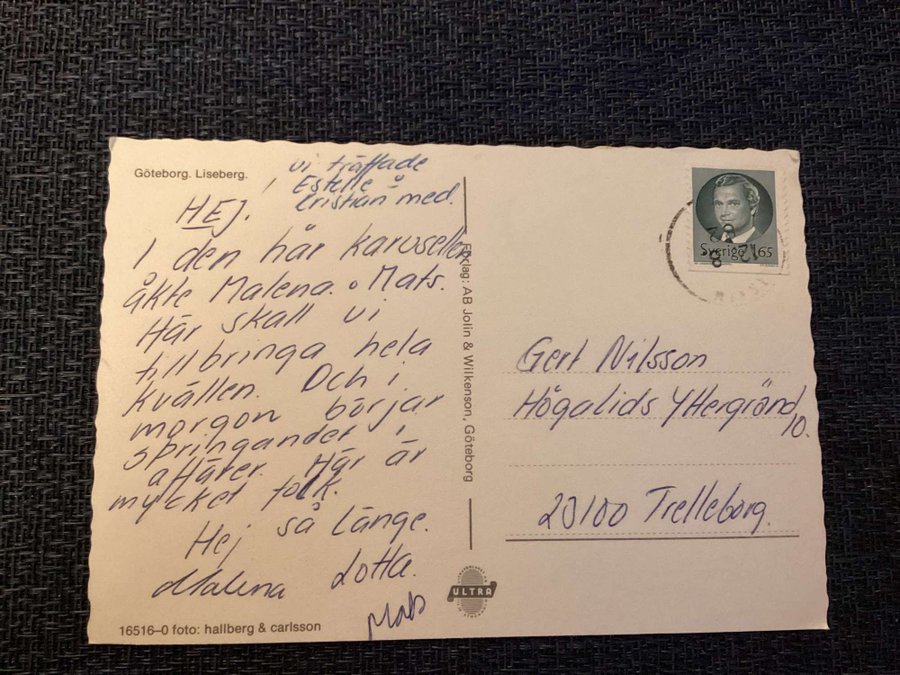 Göteborg. Liseberg.
vi träffade
Estelle å
Cristian med.
HEJ!
I den här karusellen
åkte Malena. o Mats.
Här skall vi
tillbringa hela
kvällen. Och i
morgon börjar
springandet i
affärer. Här är
mycket folk.
Hej så länge.
Malena Lotta.
Mats
16516–0 foto: hallberg & carlsson
Förlag: AB Jolin & Wilkenson, Göteborg
ULTRA
Sverige 165
Gert Nilsson
Högalids Yttergränd
10.
23100 Trelleborg.